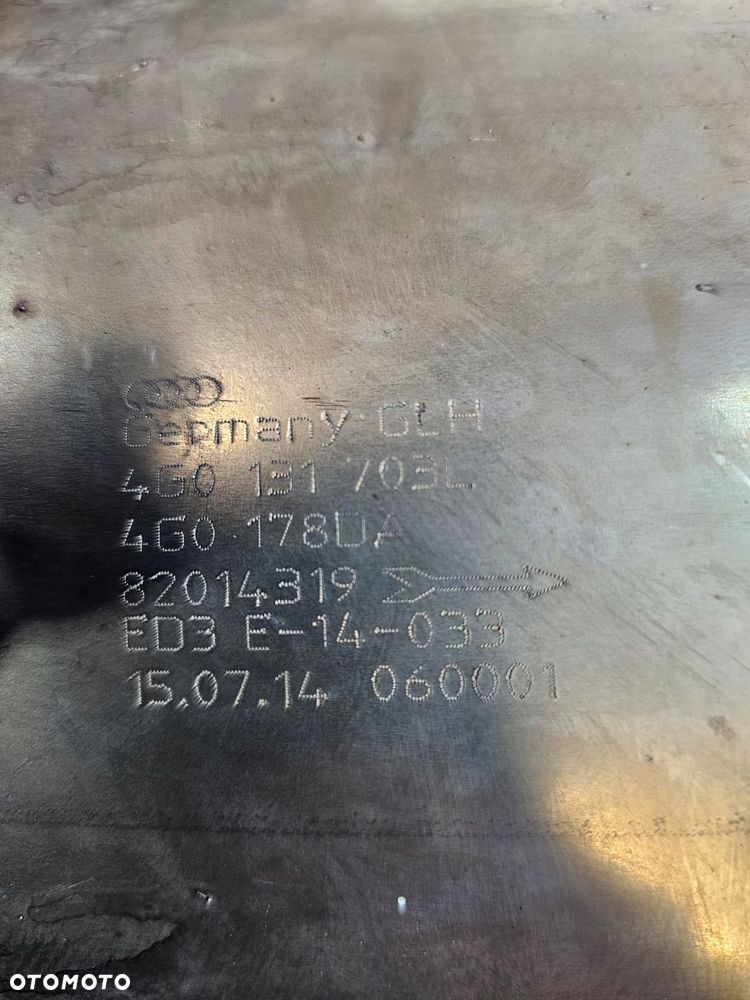 Germany GLH
4G0 131 703L
4G0 178DA
82014319
ED3 E-14-033
15.07.14 060001
OTOMOTO